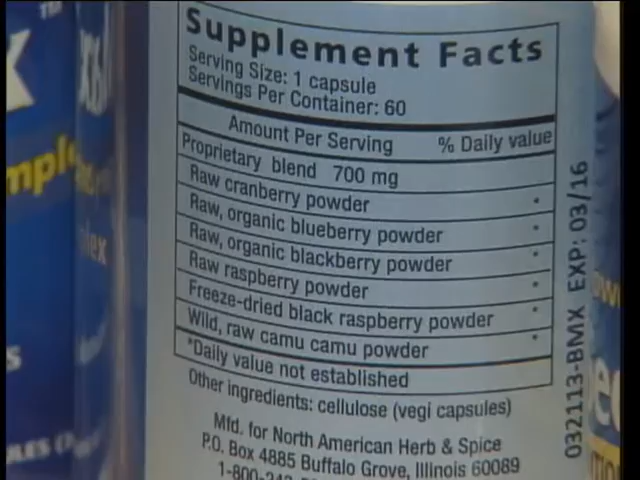 Supplement Facts
Serving Size: 1 capsule
Servings Per Container: 60
Amount Per Serving % Daily value
Proprietary blend 700 mg
Raw cranberry powder *
Raw, organic blueberry powder *
Raw, organic blackberry powder *
Raw raspberry powder *
Freeze-dried black raspberry powder *
Wild, raw camu camu powder
*Daily value not established
Other ingredients: cellulose (vegi capsules)
Mfd. for North American Herb & Spice
P.O. Box 4885 Buffalo Grove, Illinois 60089
1-800-
032113-BMX EXP: 03/16